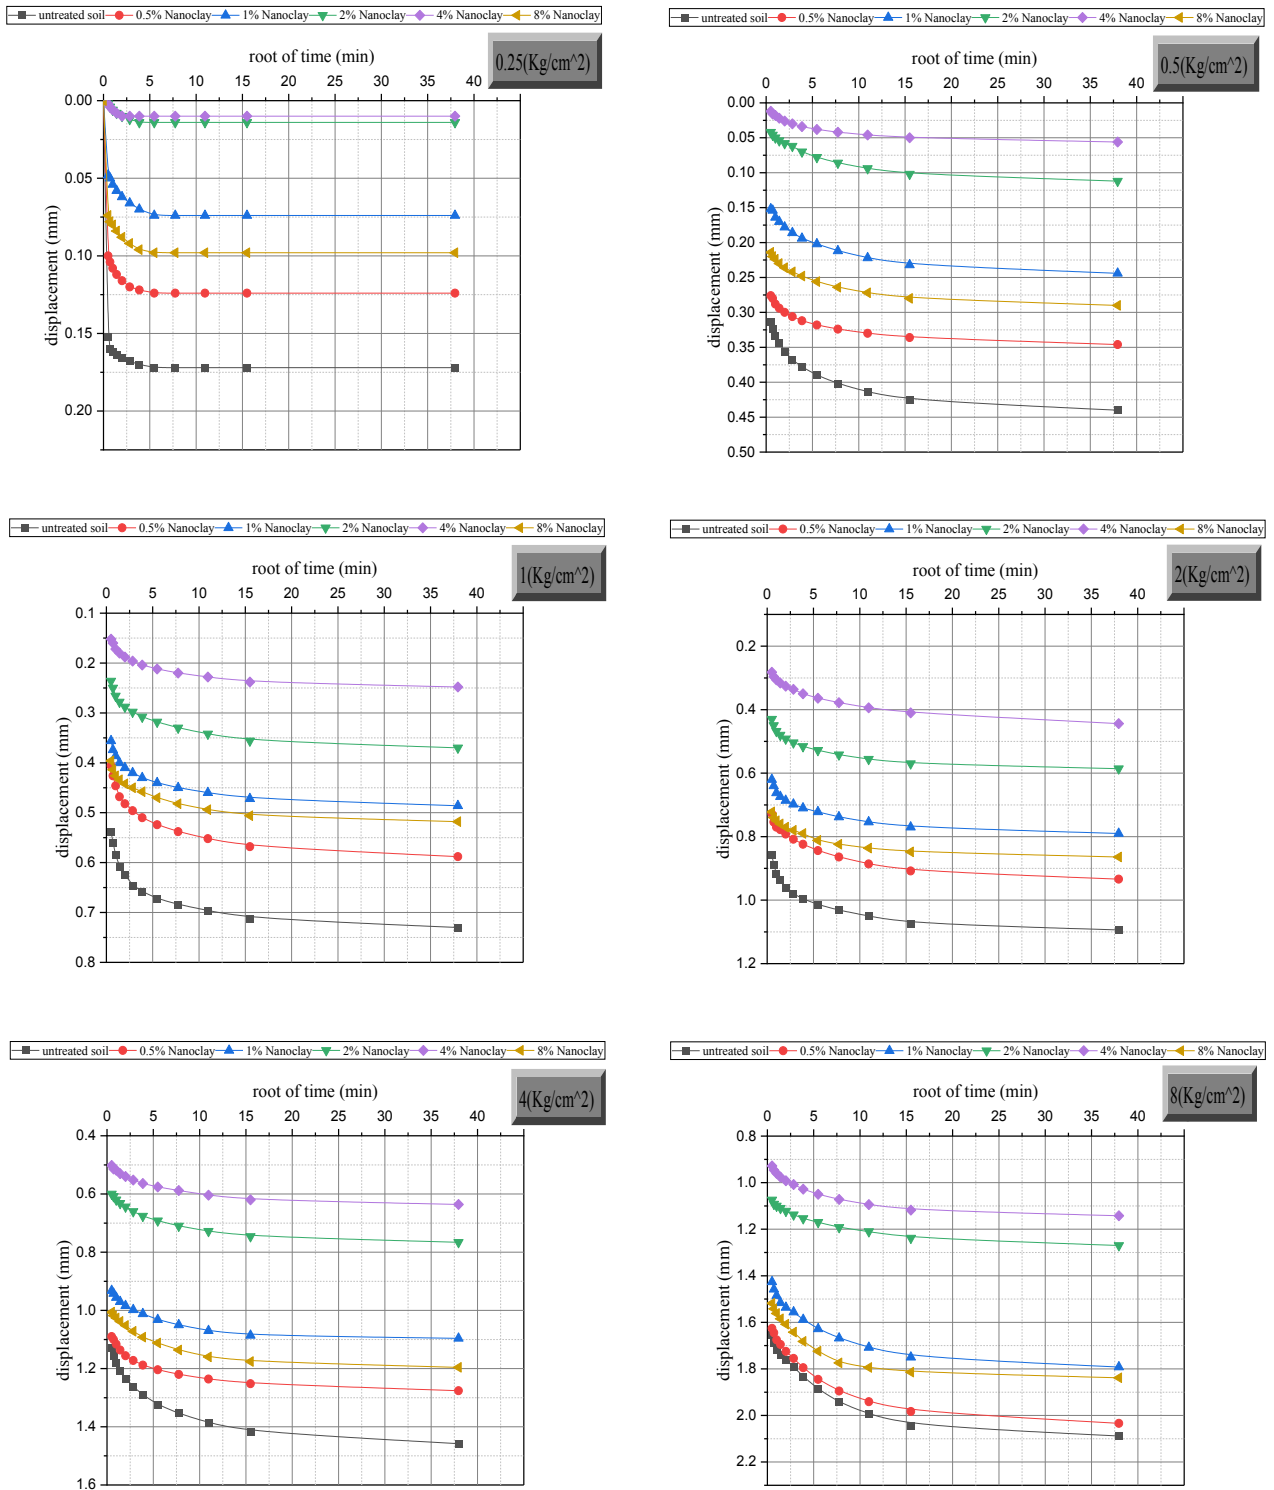 untreated soil 0.5% Nanoclay 1% Nanoclay 2% Nanoclay 4% Nanoclay 8% Nanoclay
root of time (min)
0.25(Kg/cm^2)
0 5 10 15 20 25 30 35 40
displacement (mm)
0.00
0.05
0.10
0.15
0.20
untreated soil 0.5% Nanoclay 1% Nanoclay 2% Nanoclay 4% Nanoclay 8% Nanoclay
root of time (min)
0.5(Kg/cm^2)
0 5 10 15 20 25 30 35 40
displacement (mm)
0.00
0.05
0.10
0.15
0.20
0.25
0.30
0.35
0.40
0.45
0.50
untreated soil 0.5% Nanoclay 1% Nanoclay 2% Nanoclay 4% Nanoclay 8% Nanoclay
root of time (min)
1(Kg/cm^2)
0 5 10 15 20 25 30 35 40
displacement (mm)
0.1
0.2
0.3
0.4
0.5
0.6
0.7
0.8
untreated soil 0.5% Nanoclay 1% Nanoclay 2% Nanoclay 4% Nanoclay 8% Nanoclay
root of time (min)
2(Kg/cm^2)
0 5 10 15 20 25 30 35 40
displacement (mm)
0.2
0.4
0.6
0.8
1.0
1.2
untreated soil 0.5% Nanoclay 1% Nanoclay 2% Nanoclay 4% Nanoclay 8% Nanoclay
root of time (min)
4(Kg/cm^2)
0 5 10 15 20 25 30 35 40
displacement (mm)
0.4
0.6
0.8
1.0
1.2
1.4
1.6
untreated soil 0.5% Nanoclay 1% Nanoclay 2% Nanoclay 4% Nanoclay 8% Nanoclay
root of time (min)
8(Kg/cm^2)
0 5 10 15 20 25 30 35 40
displacement (mm)
0.8
1.0
1.2
1.4
1.6
1.8
2.0
2.2